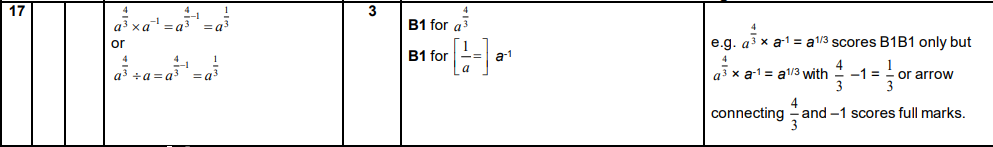 17
a^{4/3} × a^{-1} = a^{4/3 -1} = a^{1/3}
or
a^{4/3} ÷ a = a^{4/3 -1} = a^{1/3}
3
B1 for a^{4/3}
B1 for [1/a =] a^{-1}
e.g. a^{4/3} × a^{-1} = a^{1/3} scores B1B1 only but
a^{4/3} × a^{-1} = a^{1/3} with 4/3 –1 = 1/3 or arrow
connecting 4/3 and –1 scores full marks.